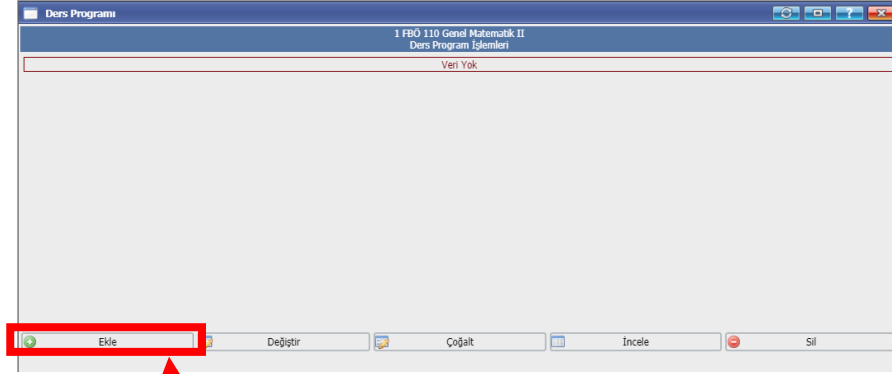 Ders Programı
1 FBÖ 110 Genel Matematik II
Ders Program İşlemleri
Veri Yok
Ekle Değiştir Çoğalt İncele Sil